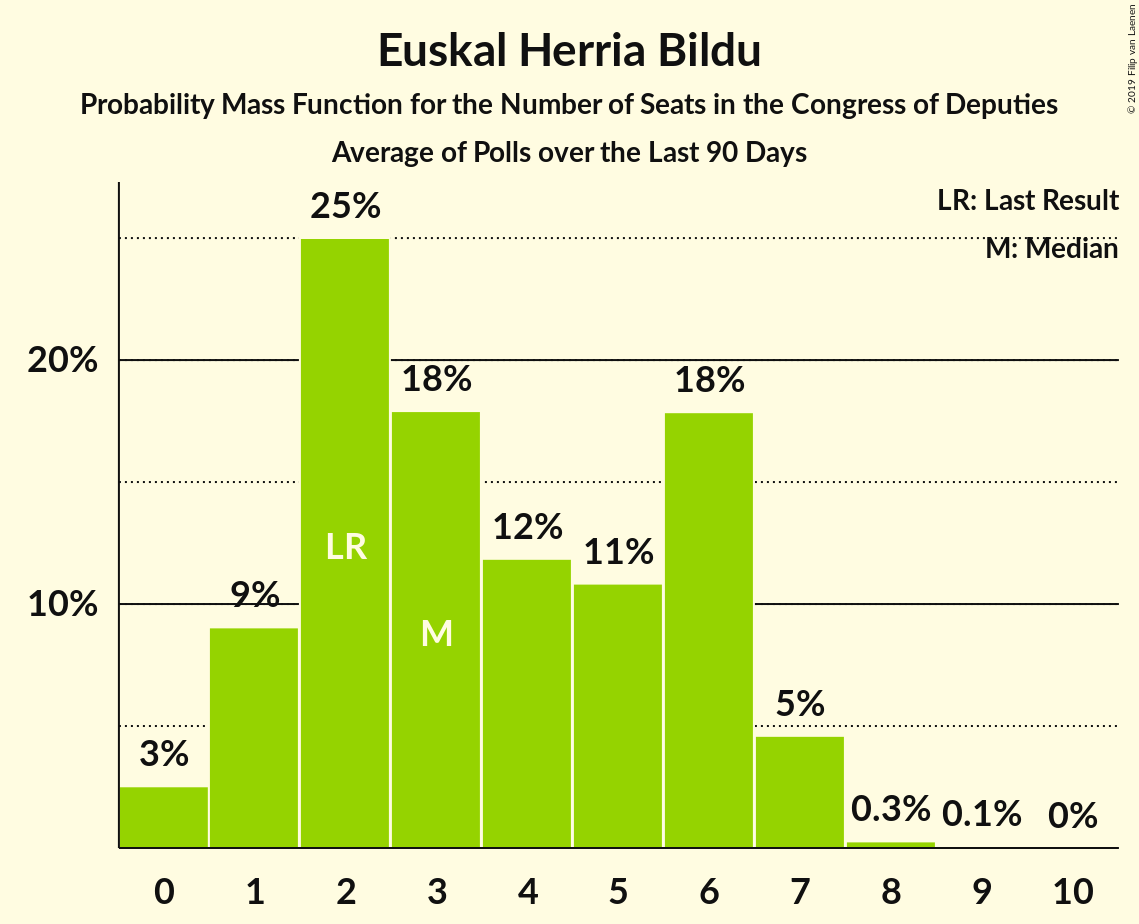 Euskal Herria Bildu
Probability Mass Function for the Number of Seats in the Congress of Deputies
Average of Polls over the Last 90 Days
© 2019 Filip van Laenen
LR: Last Result
M: Median
25%
20%
18%
18%
12%
11%
LR
10%
9%
M
5%
3%
0.3%
0.1%
0%
0 1 2 3 4 5 6 7 8 9 10